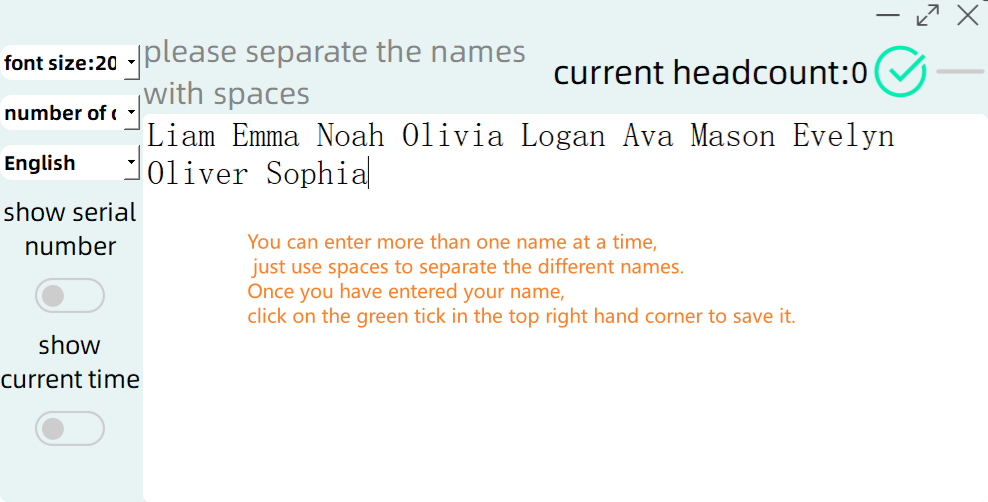 please separate the names
with spaces
current headcount:0
font size:20
number of
English
show serial
number
show
current time
Liam Emma Noah Olivia Logan Ava Mason Evelyn
Oliver Sophia
You can enter more than one name at a time,
just use spaces to separate the different names.
Once you have entered your name,
click on the green tick in the top right hand corner to save it.